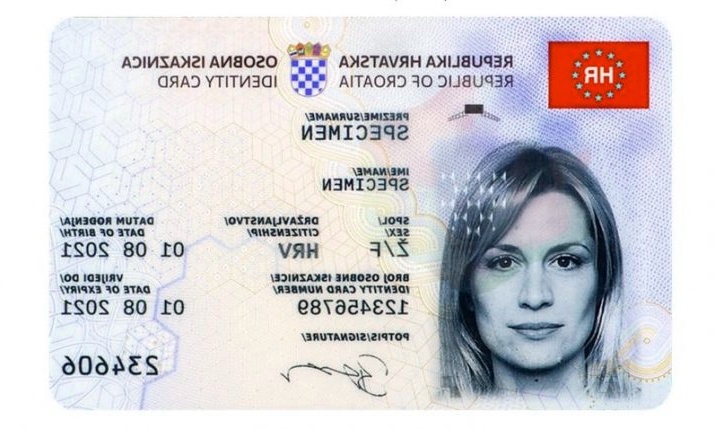 REPUBLIKA HRVATSKA OSOBNA ISKAZNICA
REPUBLIC OF CROATIA IDENTITY CARD
HR
PREZIME/SURNAME/
SPECIMEN
IME/NAME/
SPECIMEN
SPOL/ DRŽAVLJANSTVO/ DATUM ROĐENJA/
SEX/ CITIZENSHIP/ DATE OF BIRTH/
Ž/F HRV 01 08 2021
BROJ OSOBNE ISKAZNICE/ VRIJEDI DO/
IDENTITY CARD NUMBER/ DATE OF EXPIRY/
123456789 01 08 2021
POTPIS/SIGNATURE/
234606